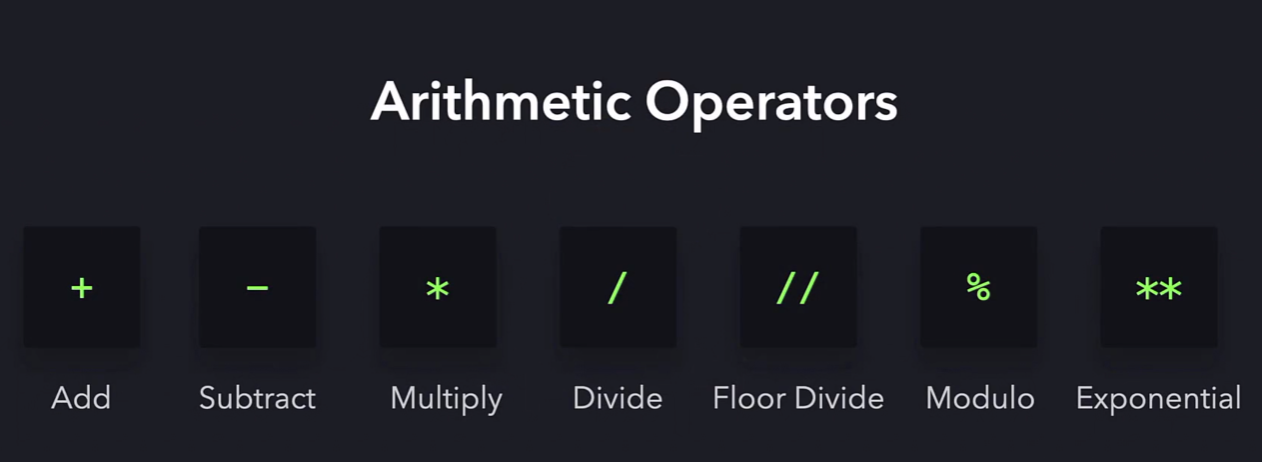 Arithmetic Operators
+ − * / // % **
Add Subtract Multiply Divide Floor Divide Modulo Exponential